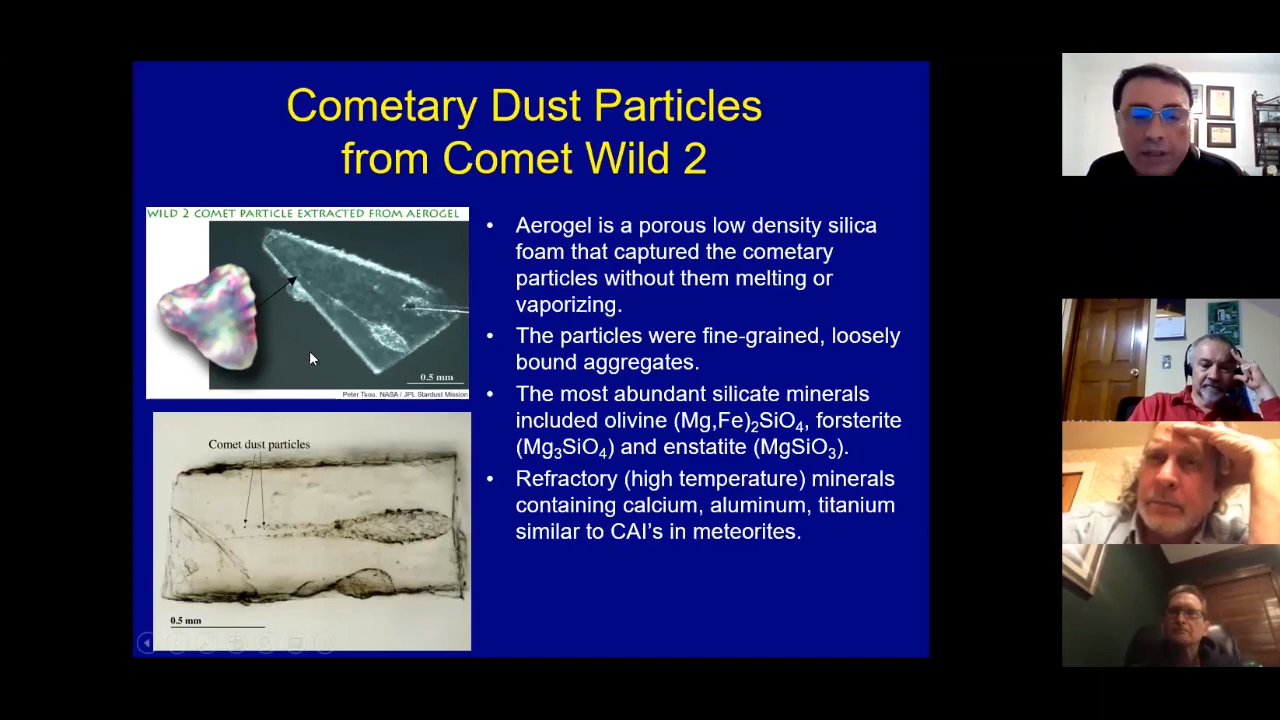 Cometary Dust Particles
from Comet Wild 2
WILD 2 COMET PARTICLE EXTRACTED FROM AEROGEL
0.5 mm
Peter Tsou, NASA / JPL Stardust Mission
Comet dust particles
0.5 mm
• Aerogel is a porous low density silica
foam that captured the cometary
particles without them melting or
vaporizing.
• The particles were fine-grained, loosely
bound aggregates.
• The most abundant silicate minerals
included olivine (Mg,Fe)₂SiO₄, forsterite
(Mg₃SiO₄) and enstatite (MgSiO₃).
• Refractory (high temperature) minerals
containing calcium, aluminum, titanium
similar to CAI's in meteorites.